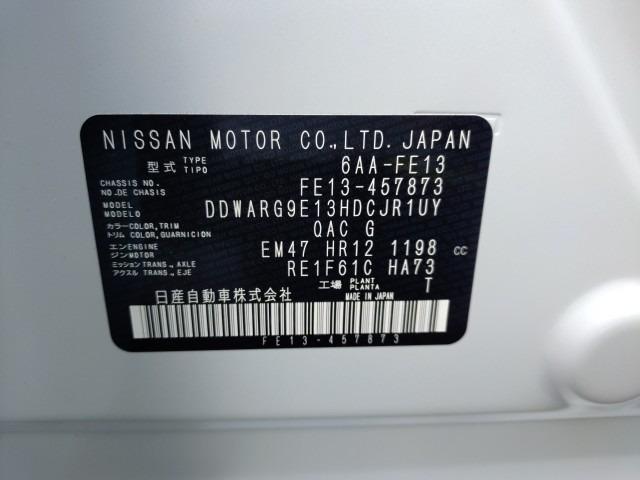 NISSAN MOTOR CO.,LTD. JAPAN
型式 TYPE TIPO 6AA-FE13
CHASSIS NO. NO.DE CHASIS FE13-457873
MODEL MODELO DDWARG9E13HDCJR1UY
カラー COLOR, TRIM トリム COLOR, GUARNICION QAC G
エンジン ENGINE MOTOR EM47 HR12 1198 CC
ミッション TRANS., AXLE アクスル TRANS., EJE RE1F61C HA73
工場 PLANT PLANTA T
日産自動車株式会社 MADE IN JAPAN
FE13-457873